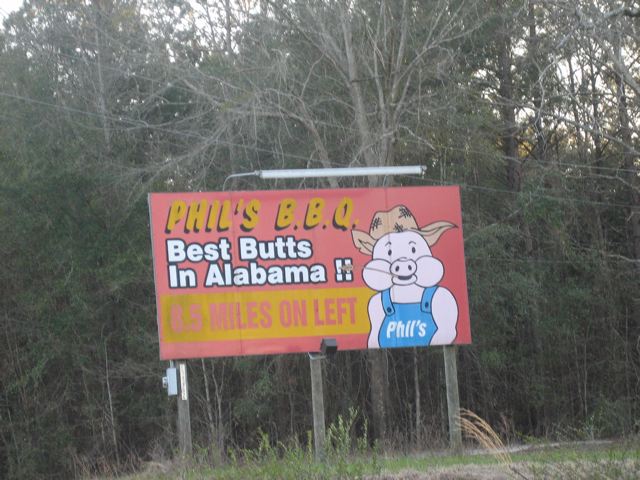 PHIL'S B.B.Q.
Best Butts
In Alabama !!
8.5 MILES ON LEFT
Phil's